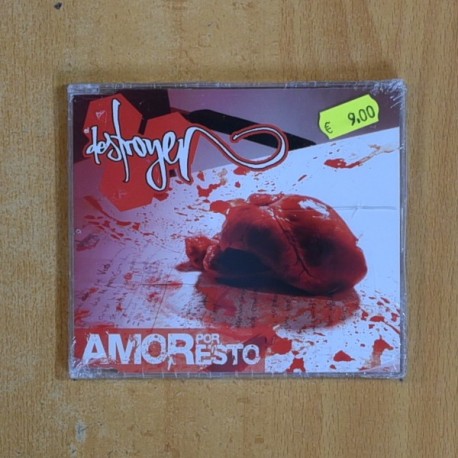 destroyer
€ 9,00
AMOR POR ESTO